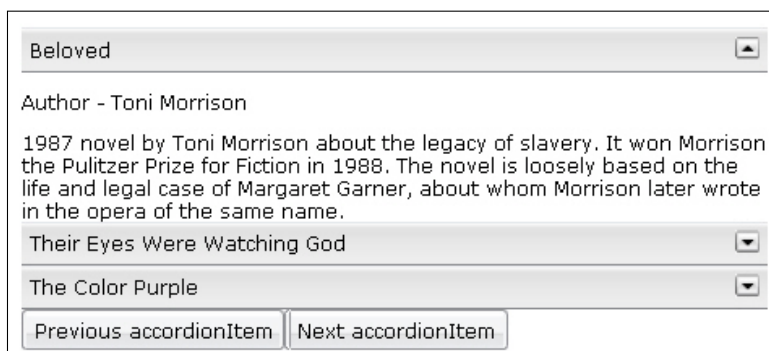 Beloved
Author - Toni Morrison
1987 novel by Toni Morrison about the legacy of slavery. It won Morrison
the Pulitzer Prize for Fiction in 1988. The novel is loosely based on the
life and legal case of Margaret Garner, about whom Morrison later wrote
in the opera of the same name.
Their Eyes Were Watching God
The Color Purple
Previous accordionItem Next accordionItem